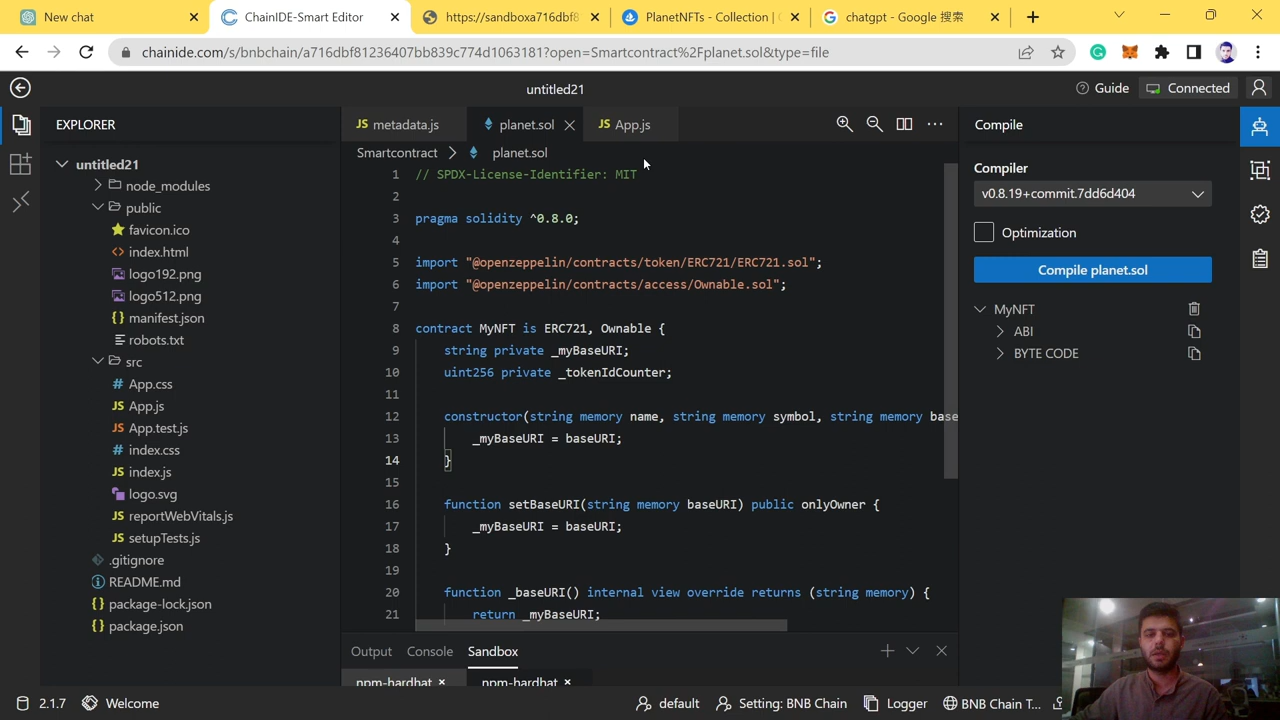 New chat
ChainIDE-Smart Editor
https://sandboxa716dbf8
PlanetNFTs - Collection |
chatgpt - Google 搜索
chainide.com/s/bnbchain/a716dbf81236407bb839c774d1063181?open=Smartcontract%2Fplanet.sol&type=file
untitled21
Guide
Connected
EXPLORER
untitled21
node_modules
public
favicon.ico
index.html
logo192.png
logo512.png
manifest.json
robots.txt
src
App.css
App.js
App.test.js
index.css
index.js
logo.svg
reportWebVitals.js
setupTests.js
.gitignore
README.md
package-lock.json
package.json
metadata.js
planet.sol
App.js
Smartcontract
planet.sol
1 // SPDX-License-Identifier: MIT
2
3 pragma solidity ^0.8.0;
4
5 import "@openzeppelin/contracts/token/ERC721/ERC721.sol";
6 import "@openzeppelin/contracts/access/Ownable.sol";
7
8 contract MyNFT is ERC721, Ownable {
9 string private _myBaseURI;
10 uint256 private _tokenIdCounter;
11
12 constructor(string memory name, string memory symbol, string memory base
13 _myBaseURI = baseURI;
14 }
15
16 function setBaseURI(string memory baseURI) public onlyOwner {
17 _myBaseURI = baseURI;
18 }
19
20 function _baseURI() internal view override returns (string memory) {
21 return _myBaseURI;
Output
Console
Sandbox
npm-hardhat
npm-hardhat
Compile
Compiler
v0.8.19+commit.7dd6d404
Optimization
Compile planet.sol
MyNFT
ABI
BYTE CODE
2.1.7
Welcome
default
Setting: BNB Chain
Logger
BNB Chain T...